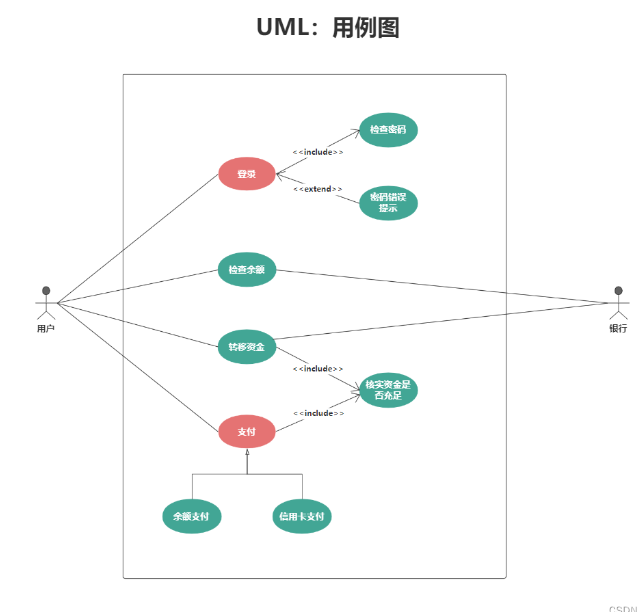 UML：用例图
检查密码
<<include>>
登录
<<extend>>
密码错误
提示
检查余额
用户
银行
转移资金
<<include>>
核实资金是
否充足
<<include>>
支付
余额支付
信用卡支付
CSDN